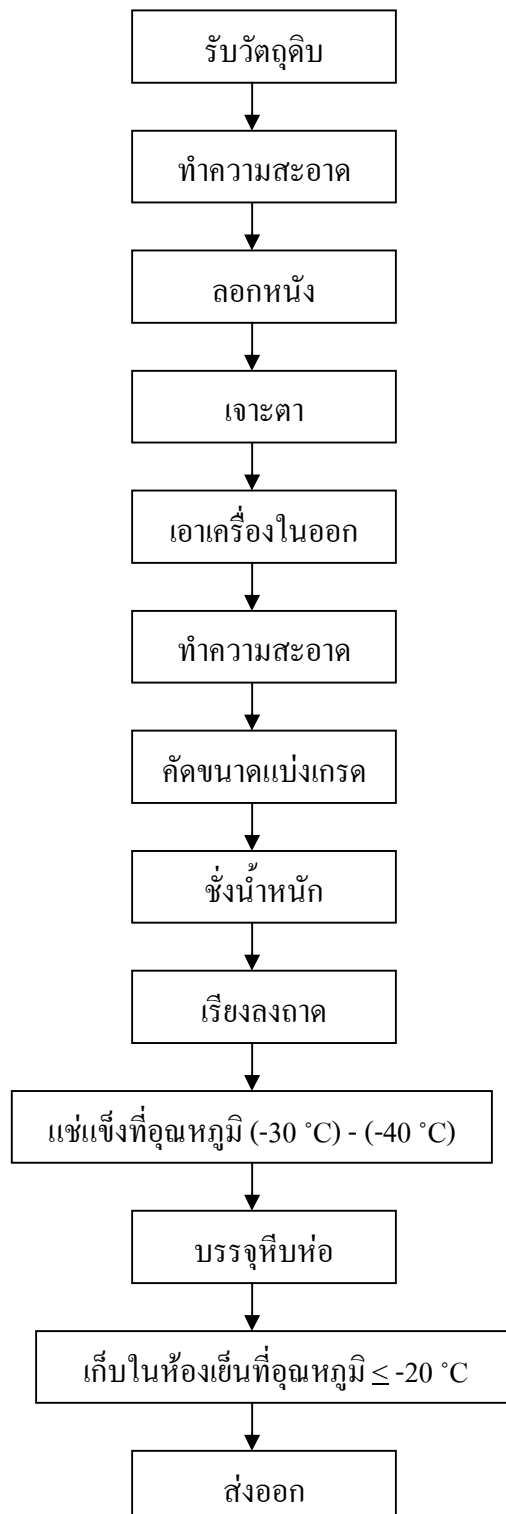 รับวัตถุดิบ
ทำความสะอาด
ลอกหนัง
เจาะตา
เอาเครื่องในออก
ทำความสะอาด
คัดขนาดแบ่งเกรด
ชั่งน้ำหนัก
เรียงลงถาด
แช่แข็งที่อุณหภูมิ (-30 °C) - (-40 °C)
บรรจุหีบห่อ
เก็บในห้องเย็นที่อุณหภูมิ ≤ -20 °C
ส่งออก